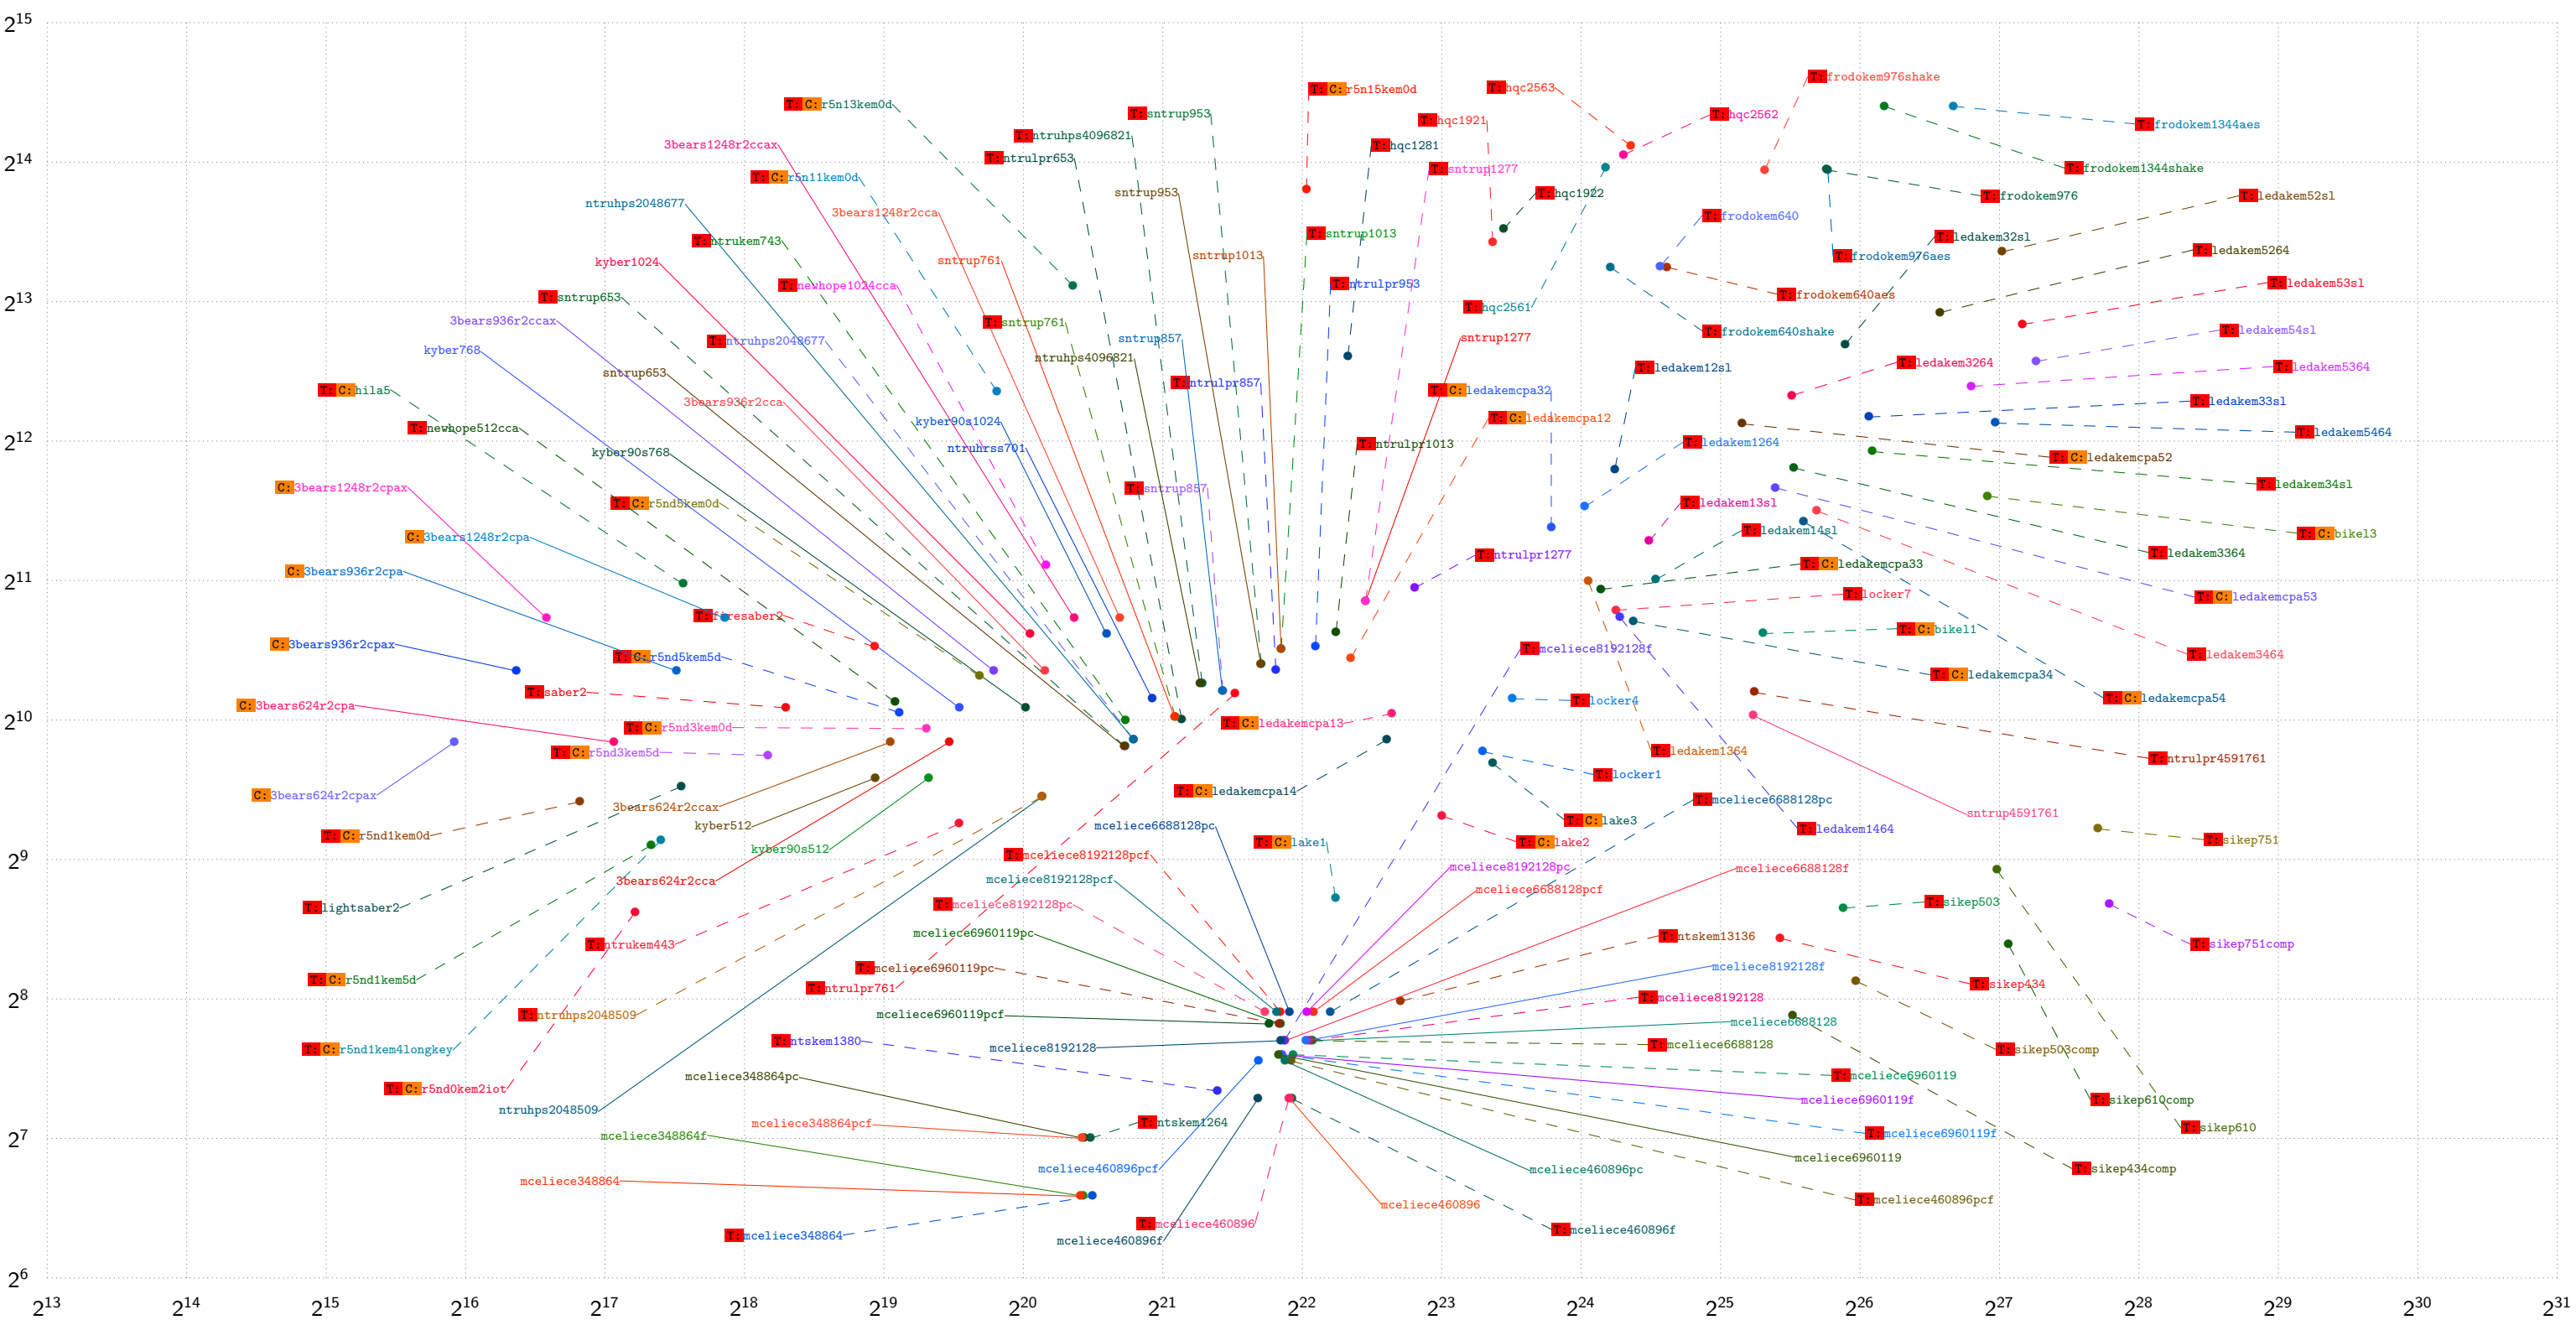 2^15
T: frodokem976shake
T: hqc2563
T: C: r5n15kem0d
T: C: r5n13kem0d
T: sntrup953
T: hqc2562
T: hqc1921
T: frodokem1344aes
T: ntruhps4096821
3bears1248r2ccax
T: hqc1281
T: ntrulpr653
2^14
T: sntrup1277
T: frodokem1344shake
T: C: r5n11kem0d
sntrup953
T: hqc1922
T: frodokem976
T: ledakem52sl
ntruhps2048677
3bears1248r2cca
T: frodokem640
T: sntrup1013
T: ledakem32sl
T: ntrukem743
T: ledakem5264
sntrup1013
T: frodokem976aes
kyber1024
sntrup761
T: newhope1024cca
T: ntrulpr953
T: ledakem53sl
T: sntrup653
T: frodokem640aes
2^13
T: hqc2561
3bears936r2ccax
T: sntrup761
T: frodokem640shake
T: ledakem54sl
T: ntruhps2048677
sntrup857
sntrup1277
kyber768
ntruhps4096821
T: ledakem3264
T: ledakem12sl
T: ledakem5364
sntrup653
T: ntrulpr857
T: C: hila5
T: C: ledakemcpa32
3bears936r2cca
T: ledakem33sl
T: C: ledakemcpa12
kyber90s1024
T: newhope512cca
T: ledakem5464
2^12
T: ledakem1264
T: ntrulpr1013
ntruhrss701
kyber90s768
T: C: ledakemcpa52
C: 3bears1248r2cpax
T: sntrup857
T: ledakem34sl
T: C: r5nd5kem0d
T: ledakem13sl
T: ledakem14sl
T: C: bikel3
C: 3bears1248r2cpa
T: ntrulpr1277
T: ledakem3364
T: C: ledakemcpa33
C: 3bears936r2cpa
2^11
T: locker7
T: C: ledakemcpa53
T: firesaber2
T: C: bikel1
C: 3bears936r2cpax
T: mceliece8192128f
T: C: r5nd5kem5d
T: ledakem3464
T: C: ledakemcpa34
T: saber2
T: locker4
T: C: ledakemcpa54
C: 3bears624r2cpa
2^10
T: C: ledakemcpa13
T: C: r5nd3kem0d
T: C: r5nd3kem5d
T: ledakem1364
T: ntrulpr4591761
T: locker1
T: C: ledakemcpa14
C: 3bears624r2cpax
T: mceliece6688128pc
3bears624r2ccax
sntrup4591761
T: C: lake3
kyber512
mceliece6688128pc
T: ledakem1464
T: C: r5nd1kem0d
T: C: lake1
T: C: lake2
T: sikep751
kyber90s512
T: mceliece8192128pcf
2^9
mceliece8192128pc
mceliece6688128f
3bears624r2cca
mceliece8192128pcf
mceliece6688128pcf
T: sikep503
T: mceliece8192128pc
T: lightsaber2
mceliece6960119pc
T: ntskem13136
T: ntrukem443
T: sikep751comp
T: mceliece6960119pc
mceliece8192128f
T: C: r5nd1kem5d
T: sikep434
T: ntrulpr761
T: mceliece8192128
2^8
T: ntruhps2048509
mceliece6960119pcf
mceliece6688128
T: ntskem1380
T: mceliece6688128
T: C: r5nd1kem4longkey
mceliece8192128
T: sikep503comp
mceliece348864pc
T: mceliece6960119
T: C: r5nd0kem2iot
mceliece6960119f
T: sikep610comp
ntruhps2048509
mceliece348864pcf
T: ntskem1264
T: sikep610
mceliece348864f
T: mceliece6960119f
2^7
mceliece6960119
mceliece460896pcf
mceliece460896pc
T: sikep434comp
mceliece348864
T: mceliece460896pcf
mceliece460896
T: mceliece460896
T: mceliece460896f
T: mceliece348864
mceliece460896f
2^6
2^13 2^14 2^15 2^16 2^17 2^18 2^19 2^20 2^21 2^22 2^23 2^24 2^25 2^26 2^27 2^28 2^29 2^30 2^31